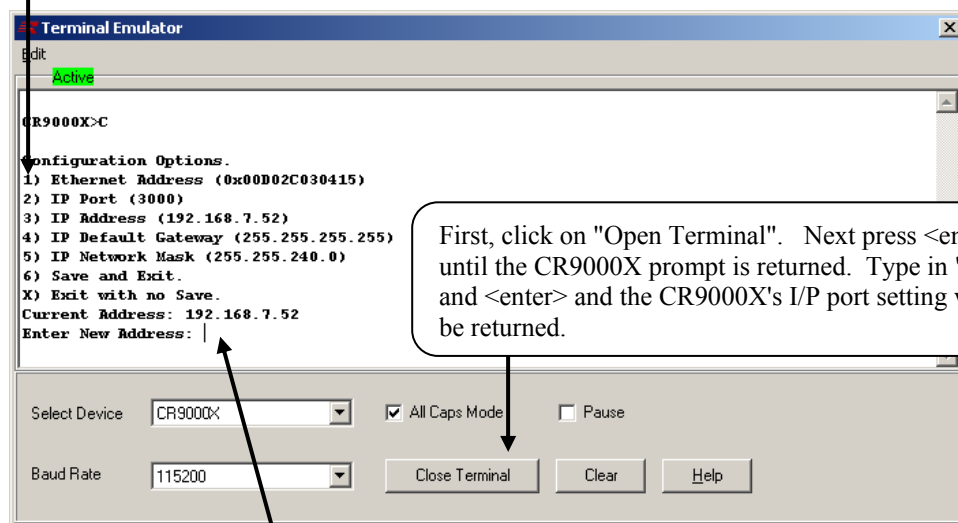 Terminal Emulator
Edit
Active
CR9000X>C
Configuration Options.
1) Ethernet Address (0x00D02C030415)
2) IP Port (3000)
3) IP Address (192.168.7.52)
4) IP Default Gateway (255.255.255.255)
5) IP Network Mask (255.255.240.0)
6) Save and Exit.
X) Exit with no Save.
Current Address: 192.168.7.52
Enter New Address:
First, click on "Open Terminal". Next press
until the CR9000X prompt is returned. Type in
and <enter> and the CR9000X's I/P port setting
be returned.
Select Device CR9000X All Caps Mode Pause
Baud Rate 115200 Close Terminal Clear Help